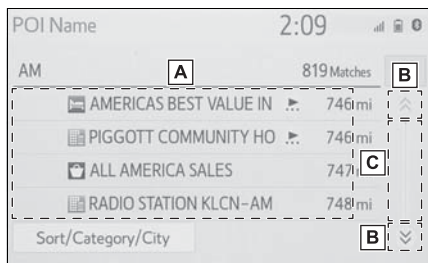 POI Name 2:09
AM A 819 Matches B
AMERICAS BEST VALUE IN 746 mi
PIGGOTT COMMUNITY HO 746 mi
ALL AMERICA SALES 747 C
RADIO STATION KLCN-AM 748 mi
Sort/Category/City B